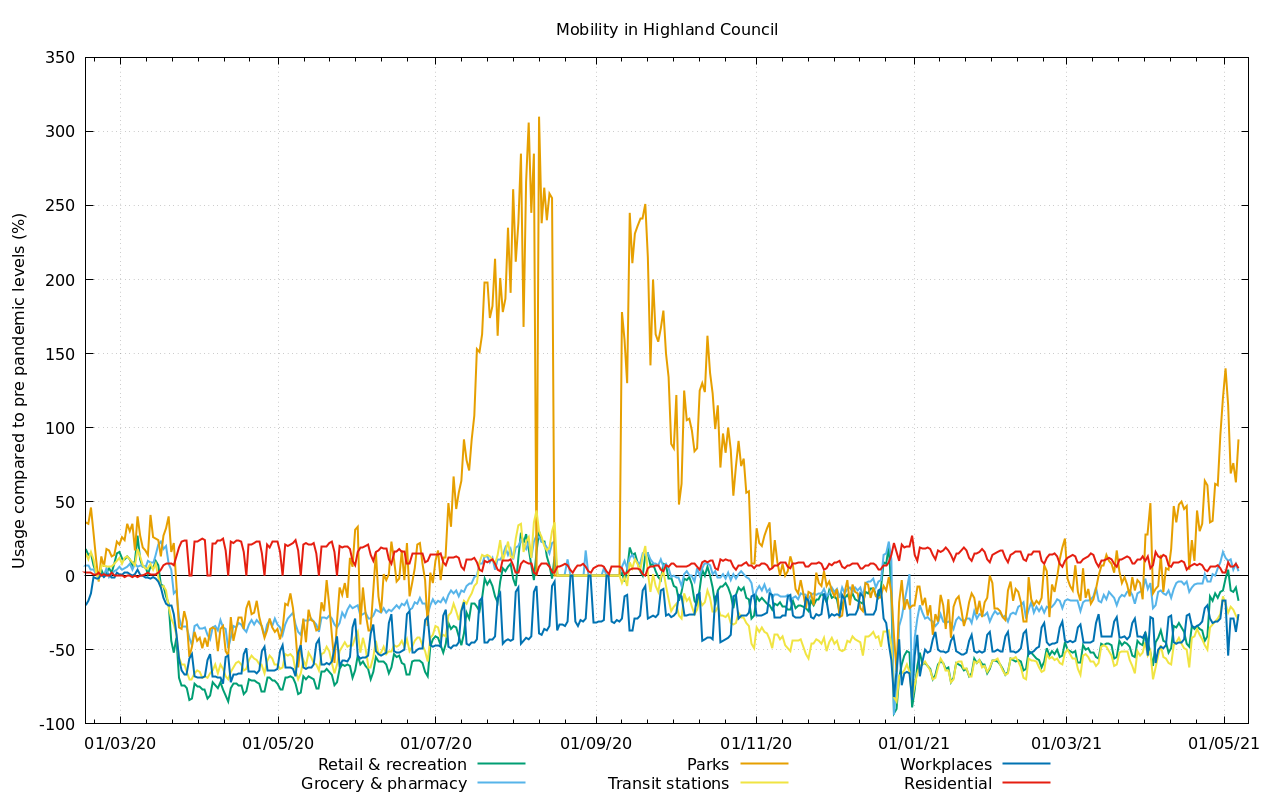 Mobility in Highland Council
Usage compared to pre pandemic levels (%)
350
300
250
200
150
100
50
0
-50
-100
01/03/20 01/05/20 01/07/20 01/09/20 01/11/20 01/01/21 01/03/21 01/05/21
Retail & recreation Parks Workplaces
Grocery & pharmacy Transit stations Residential